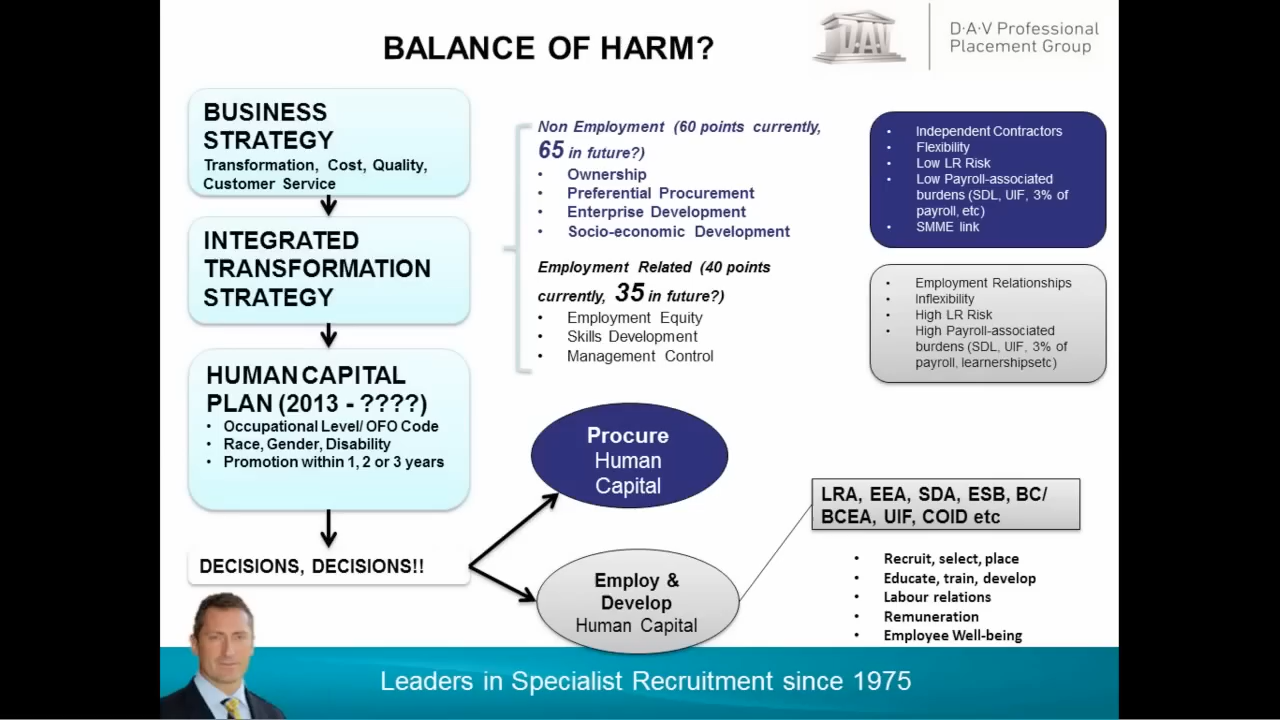 BALANCE OF HARM?
D·A·V
D·A·V Professional
Placement Group
BUSINESS
STRATEGY
Transformation, Cost, Quality,
Customer Service
INTEGRATED
TRANSFORMATION
STRATEGY
HUMAN CAPITAL
PLAN (2013 - ????)
• Occupational Level/ OFO Code
• Race, Gender, Disability
• Promotion within 1, 2 or 3 years
DECISIONS, DECISIONS!!
Non Employment (60 points currently,
65 in future?)
• Ownership
• Preferential Procurement
• Enterprise Development
• Socio-economic Development
Employment Related (40 points
currently, 35 in future?)
• Employment Equity
• Skills Development
• Management Control
• Independent Contractors
• Flexibility
• Low LR Risk
• Low Payroll-associated
burdens (SDL, UIF, 3% of
payroll, etc)
• SMME link
• Employment Relationships
• Inflexibility
• High LR Risk
• High Payroll-associated
burdens (SDL, UIF, 3% of
payroll, learnershipsetc)
Procure
Human
Capital
Employ &
Develop
Human Capital
LRA, EEA, SDA, ESB, BC/
BCEA, UIF, COID etc
• Recruit, select, place
• Educate, train, develop
• Labour relations
• Remuneration
• Employee Well-being
Leaders in Specialist Recruitment since 1975